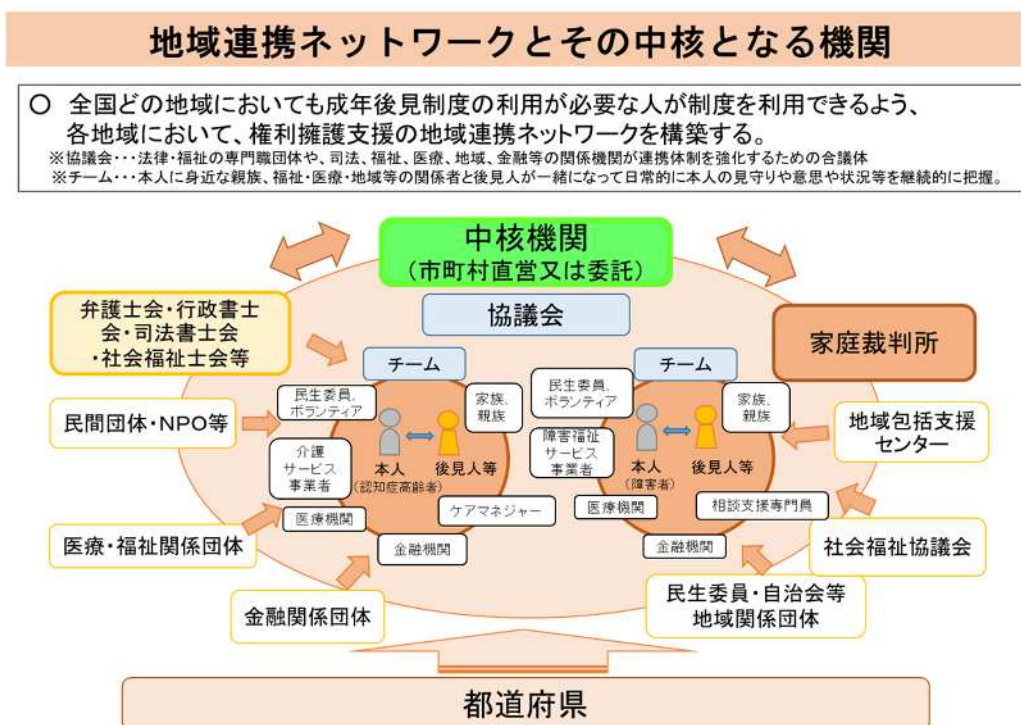 地域連携ネットワークとその中核となる機関
○ 全国どの地域においても成年後見制度の利用が必要な人が制度を利用できるよう、
各地域において、権利擁護支援の地域連携ネットワークを構築する。
※協議会・・・法律・福祉の専門職団体や、司法、福祉、医療、地域、金融等の関係機関が連携体制を強化するための合議体
※チーム・・・本人に身近な親族、福祉・医療・地域等の関係者と後見人が一緒になって日常的に本人の見守りや意思や状況等を継続的に把握。
中核機関
(市町村直営又は委託)
協議会
弁護士会・行政書士
会・司法書士会
・社会福祉士会等
家庭裁判所
チーム
民生委員、
ボランティア
家族、
親族
介護
サービス
事業者
本人
(認知症高齢者)
後見人等
医療機関
ケアマネジャー
金融機関
チーム
民生委員、
ボランティア
家族、
親族
障害福祉
サービス
事業者
本人
(障害者)
後見人等
医療機関
相談支援専門員
金融機関
民間団体・NPO等
地域包括支援
センター
医療・福祉関係団体
社会福祉協議会
金融関係団体
民生委員・自治会等
地域関係団体
都道府県